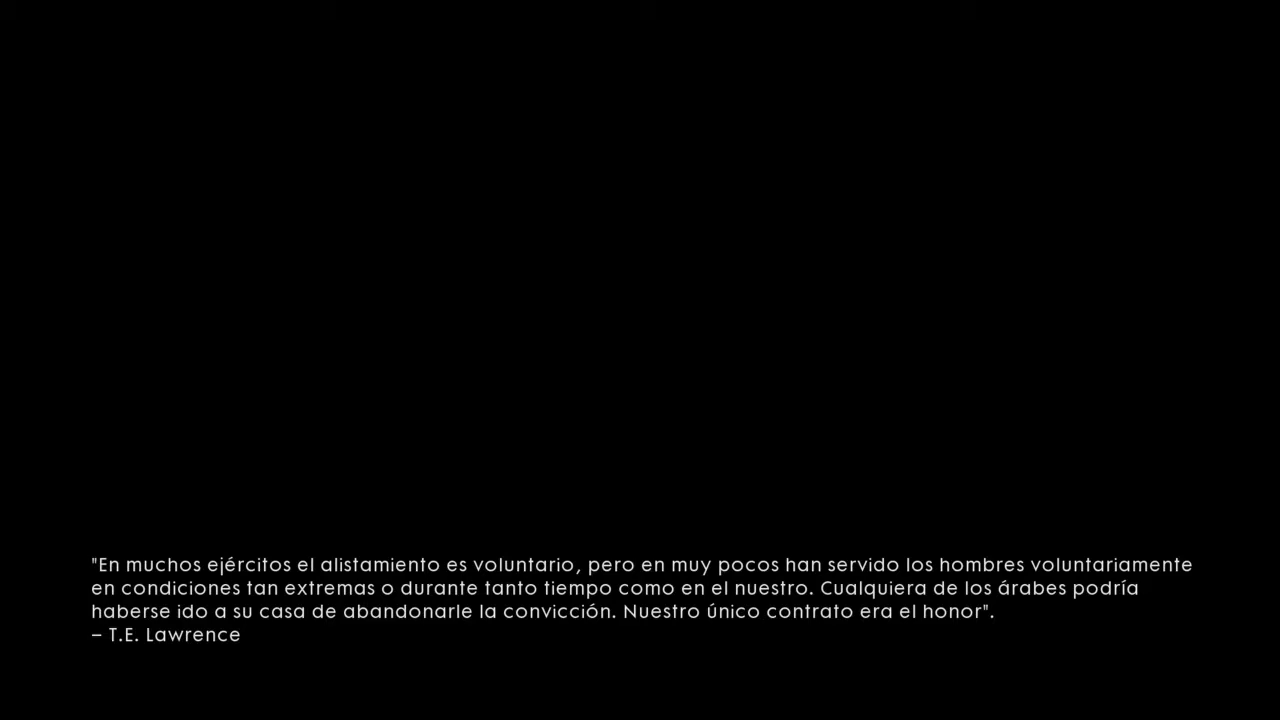 "En muchos ejércitos el alistamiento es voluntario, pero en muy pocos han servido los hombres voluntariamente
en condiciones tan extremas o durante tanto tiempo como en el nuestro. Cualquiera de los árabes podría
haberse ido a su casa de abandonarle la convicción. Nuestro único contrato era el honor".
– T.E. Lawrence